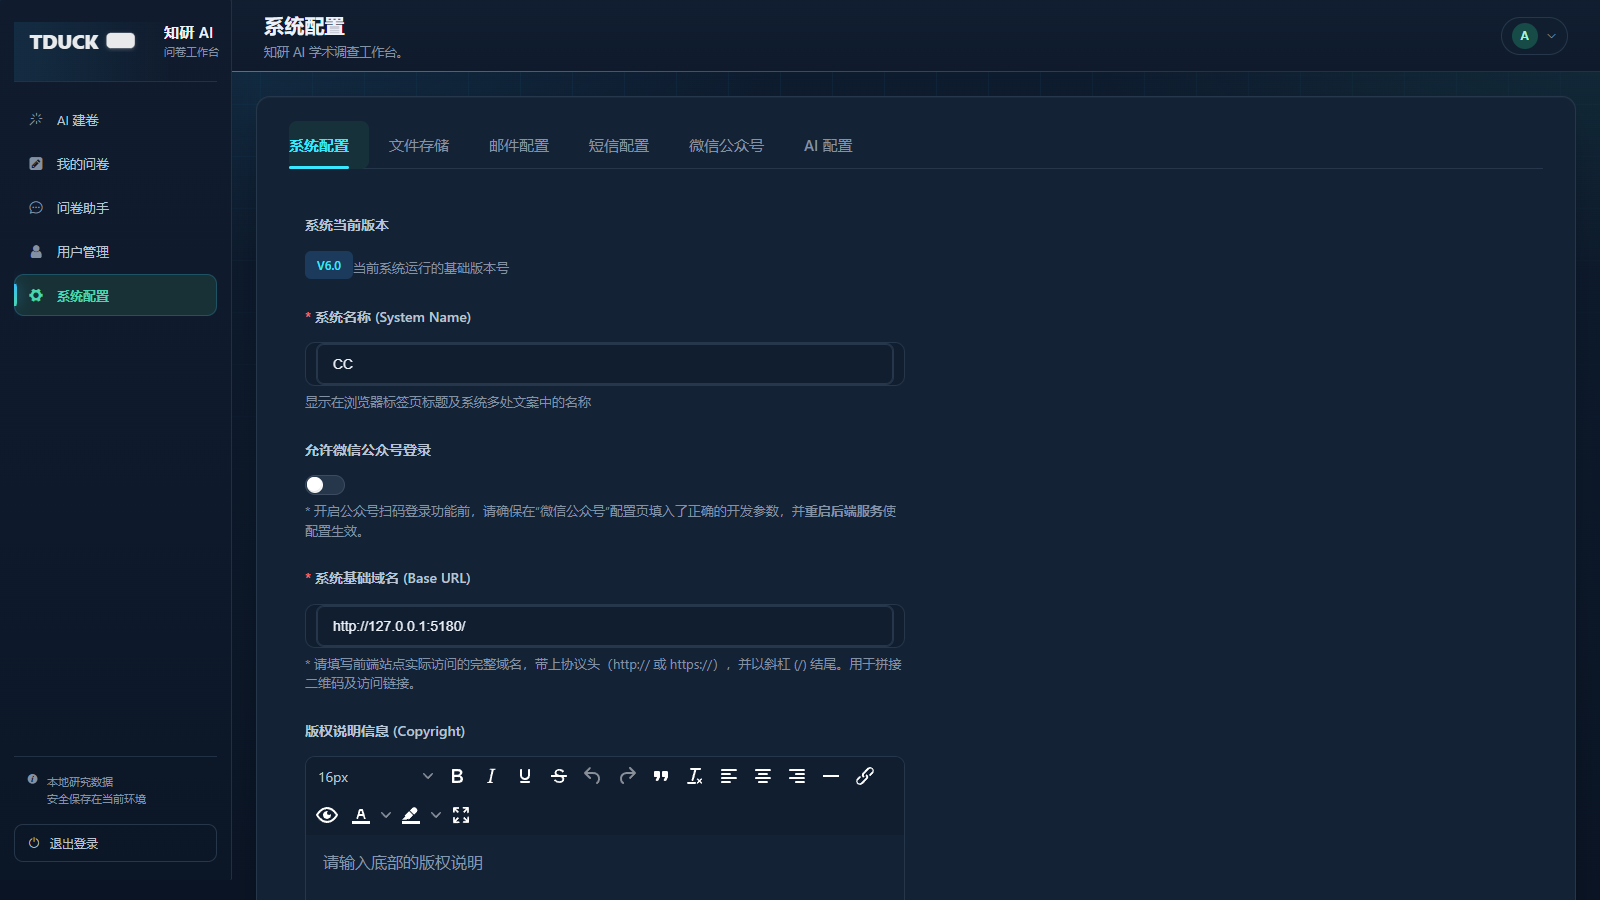 TDUCK
知研 AI
问卷工作台
AI 建卷
我的问卷
问卷助手
用户管理
系统配置
本地研究数据
安全保存在当前环境
退出登录
系统配置
知研 AI 学术调查工作台。
A
系统配置 文件存储 邮件配置 短信配置 微信公众号 AI 配置
系统当前版本
V6.0 当前系统运行的基础版本号
* 系统名称 (System Name)
CC
显示在浏览器标签页标题及系统多处文案中的名称
允许微信公众号登录
* 开启公众号扫码登录功能前，请确保在“微信公众号”配置页填入了正确的开发参数，并重启后端服务使
配置生效。
* 系统基础域名 (Base URL)
http://127.0.0.1:5180/
* 请填写前端站点实际访问的完整域名，带上协议头（http:// 或 https://），并以斜杠 (/) 结尾。用于拼接
二维码及访问链接。
版权说明信息 (Copyright)
16px
请输入底部的版权说明